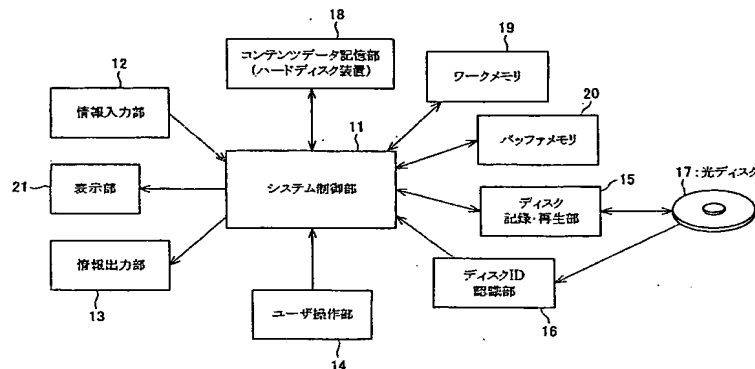 18
コンテンツデータ記憶部
(ハードディスク装置)
19
ワークメモリ
12
情報入力部
20
バッファメモリ
11
システム制御部
21
表示部
15
ディスク
記録・再生部
17:光ディスク
情報出力部
13
ディスクID
認識部
16
ユーザ操作部
14